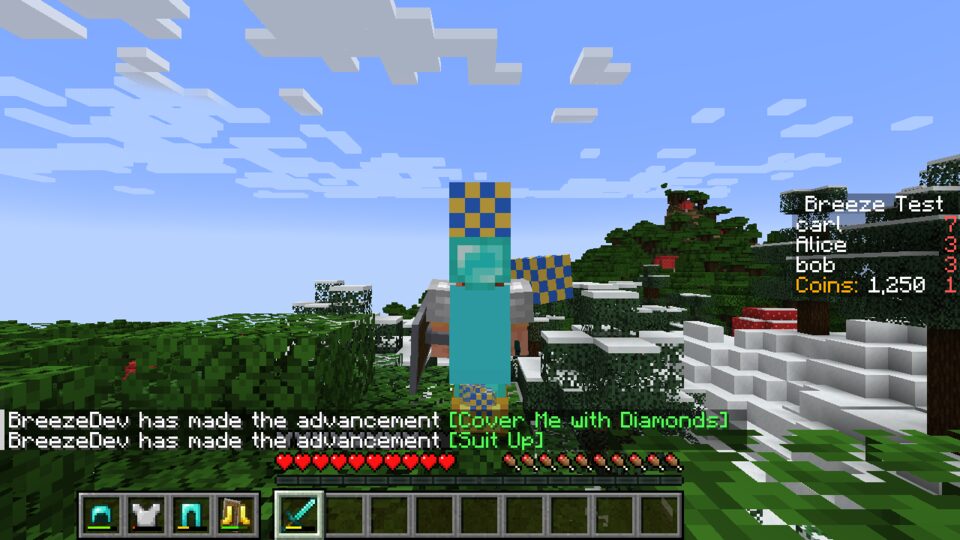 Breeze Test
carl 7
Alice 3
bob 3
Coins: 1,250 1
BreezeDev has made the advancement [Cover Me with Diamonds]
BreezeDev has made the advancement [Suit Up]